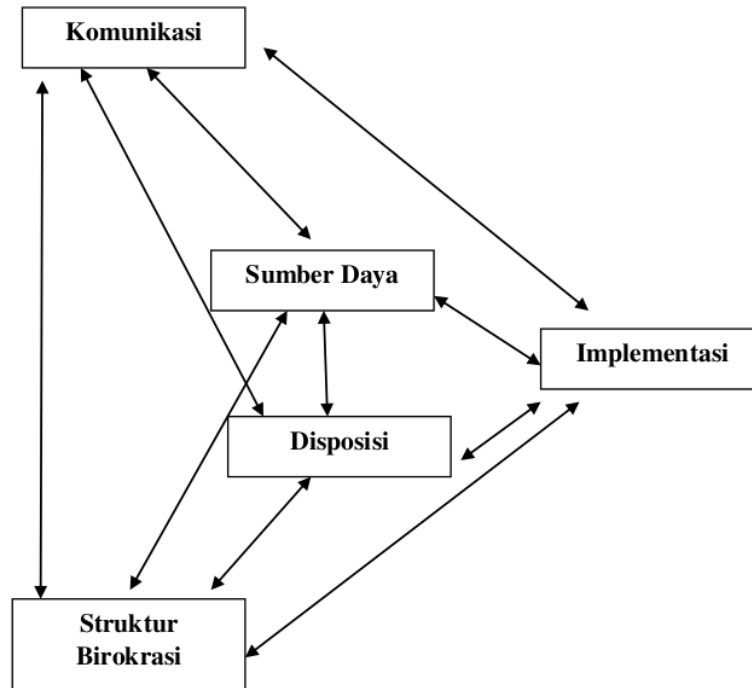 Komunikasi
Sumber Daya
Implementasi
Disposisi
Struktur
Birokrasi